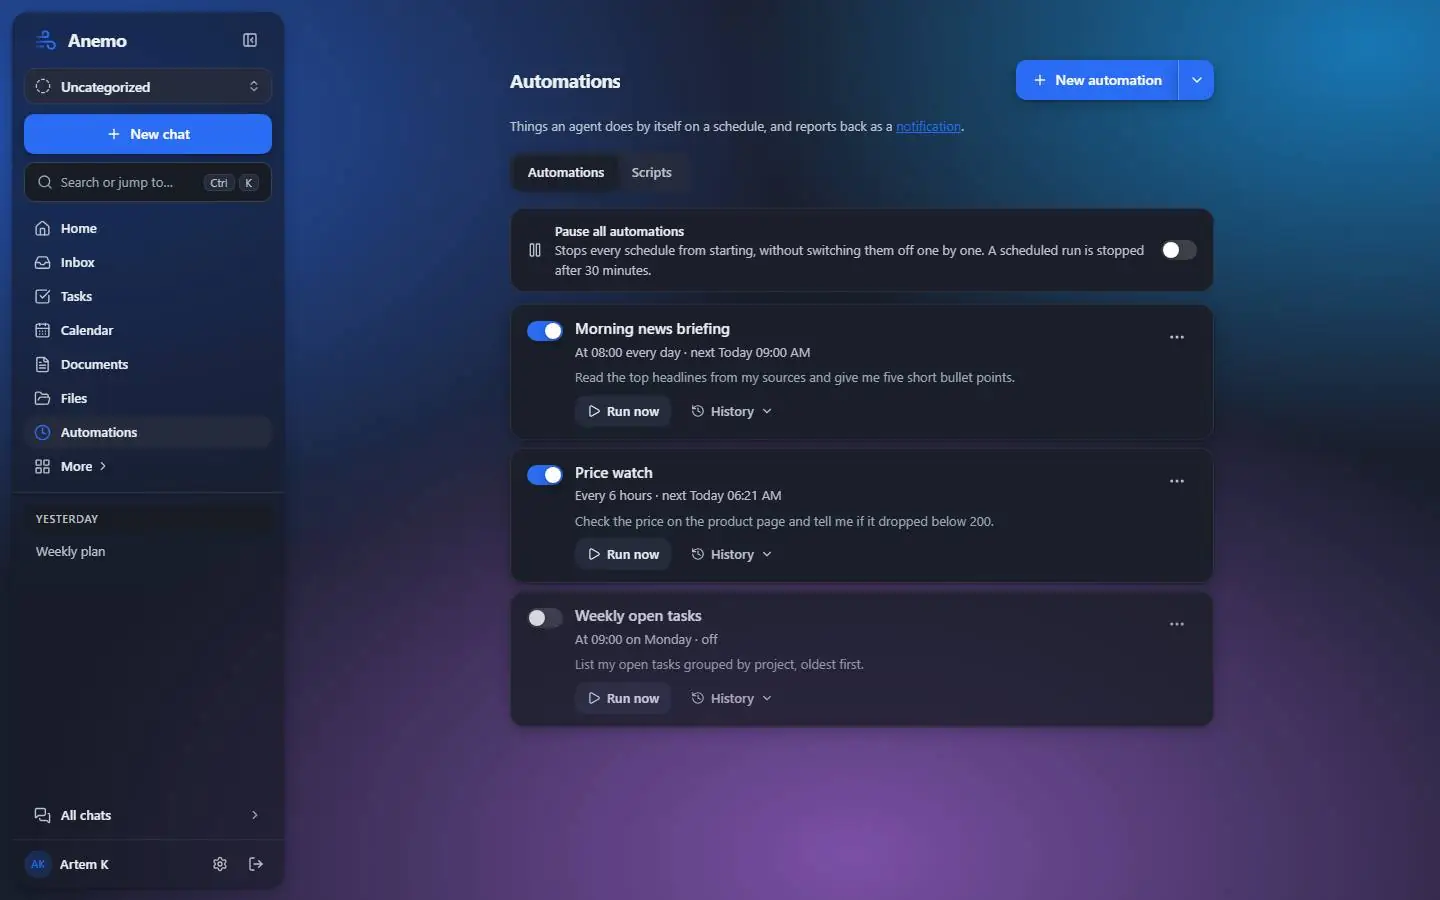 Anemo
Uncategorized
New chat
Search or jump to... Ctrl K
Home
Inbox
Tasks
Calendar
Documents
Files
Automations
More
YESTERDAY
Weekly plan
All chats
AK Artem K
Automations
New automation
Things an agent does by itself on a schedule, and reports back as a notification.
Automations Scripts
Pause all automations
Stops every schedule from starting, without switching them off one by one. A scheduled run is stopped
after 30 minutes.
Morning news briefing
At 08:00 every day · next Today 09:00 AM
Read the top headlines from my sources and give me five short bullet points.
Run now History
Price watch
Every 6 hours · next Today 06:21 AM
Check the price on the product page and tell me if it dropped below 200.
Run now History
Weekly open tasks
At 09:00 on Monday · off
List my open tasks grouped by project, oldest first.
Run now History